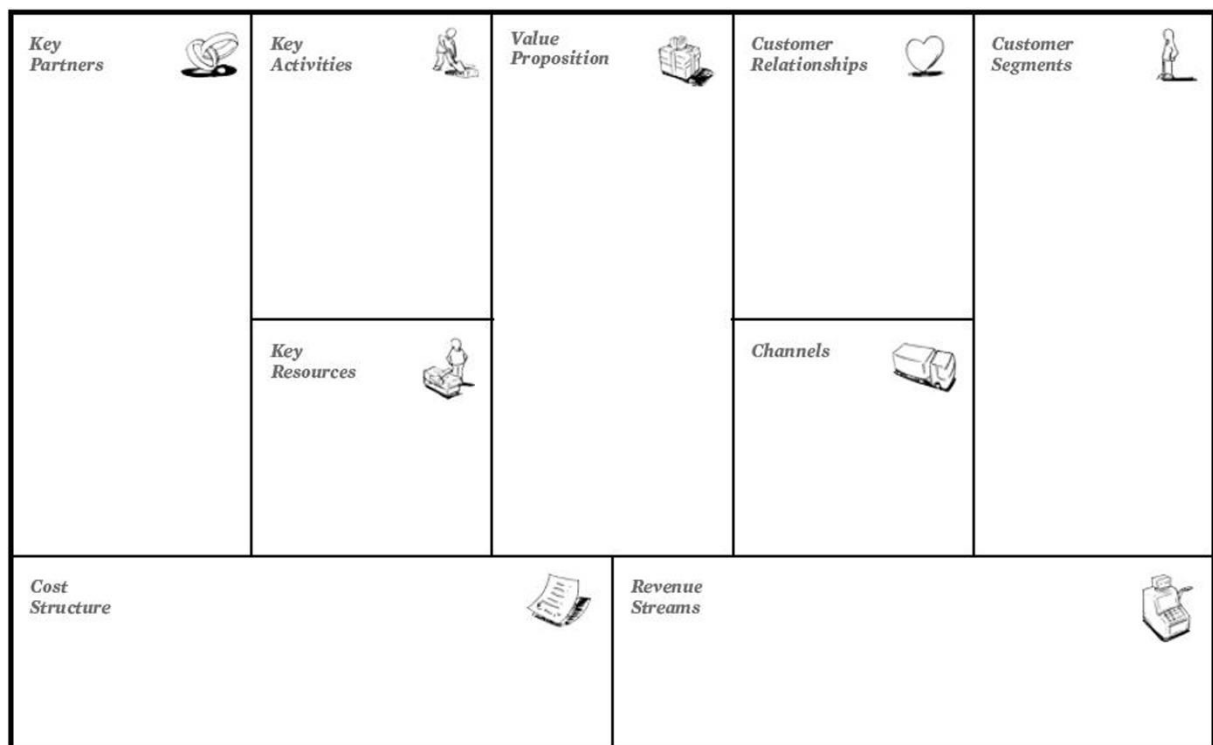 Key
Partners
Key
Activities
Value
Proposition
Customer
Relationships
Customer
Segments
Key
Resources
Channels
Cost
Structure
Revenue
Streams